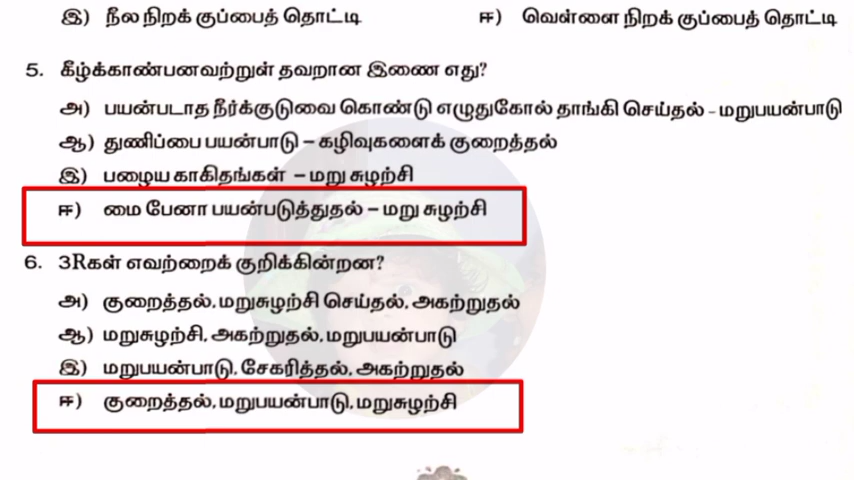 இ) நீல நிறக் குப்பைத் தொட்டி ஈ) வெள்ளை நிறக் குப்பைத் தொட்டி
5. கீழ்க்காண்பனவற்றுள் தவறான இணை எது?
அ) பயன்படாத நீர்க்குடுவை கொண்டு எழுதுகோல் தாங்கி செய்தல் – மறுபயன்பாடு
ஆ) துணிப்பை பயன்பாடு – கழிவுகளைக் குறைத்தல்
இ) பழைய காகிதங்கள் – மறு சுழற்சி
ஈ) மை பேனா பயன்படுத்துதல் – மறு சுழற்சி
6. 3Rகள் எவற்றைக் குறிக்கின்றன?
அ) குறைத்தல், மறுசுழற்சி செய்தல், அகற்றுதல்
ஆ) மறுசுழற்சி, அகற்றுதல், மறுபயன்பாடு
இ) மறுபயன்பாடு, சேகரித்தல், அகற்றுதல்
ஈ) குறைத்தல், மறுபயன்பாடு, மறுசுழற்சி